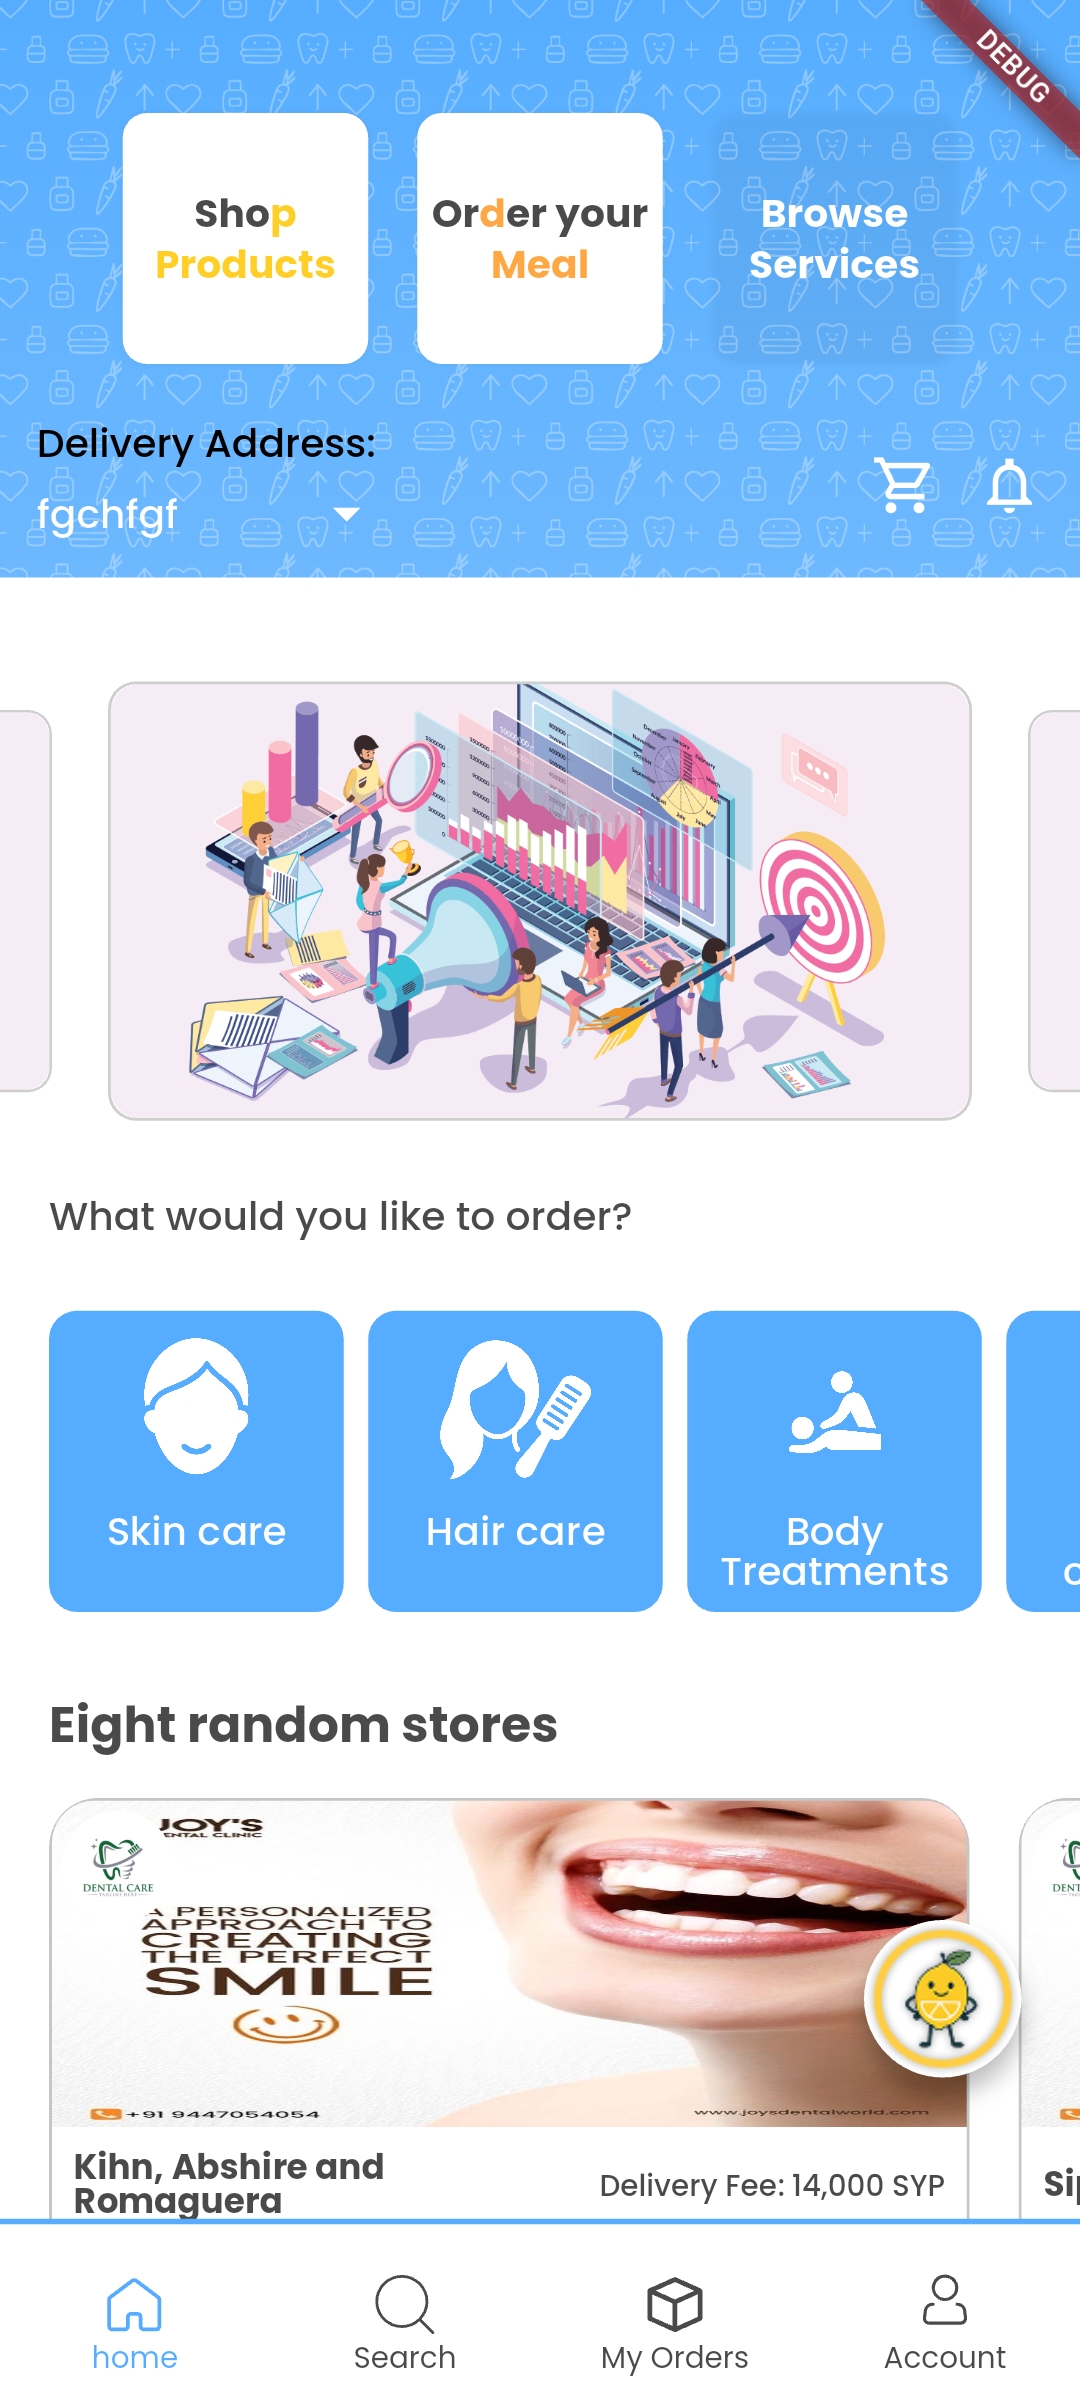 DEBUG
Shop
Products
Order your
Meal
Browse
Services
Delivery Address:
fgchfgf
What would you like to order?
Skin care
Hair care
Body
Treatments
Eight random stores
JOY'S
ENTAL CLINIC
DENTAL CARE
A PERSONALIZED
APPROACH TO
CREATING
THE PERFECT
SMILE
+91 9447054054
www.joysdentalworld.com
Kihn, Abshire and
Romaguera
Delivery Fee: 14,000 SYP
home
Search
My Orders
Account